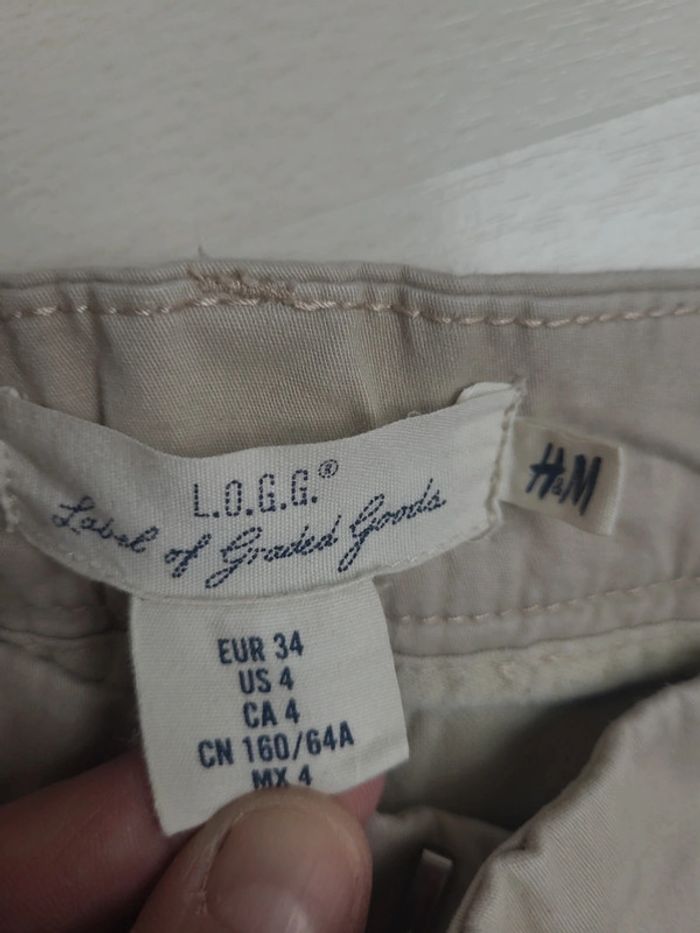 L.O.G.G.®
Label of Graded Goods
H&M
EUR 34
US 4
CA 4
CN 160/64A
MX 4